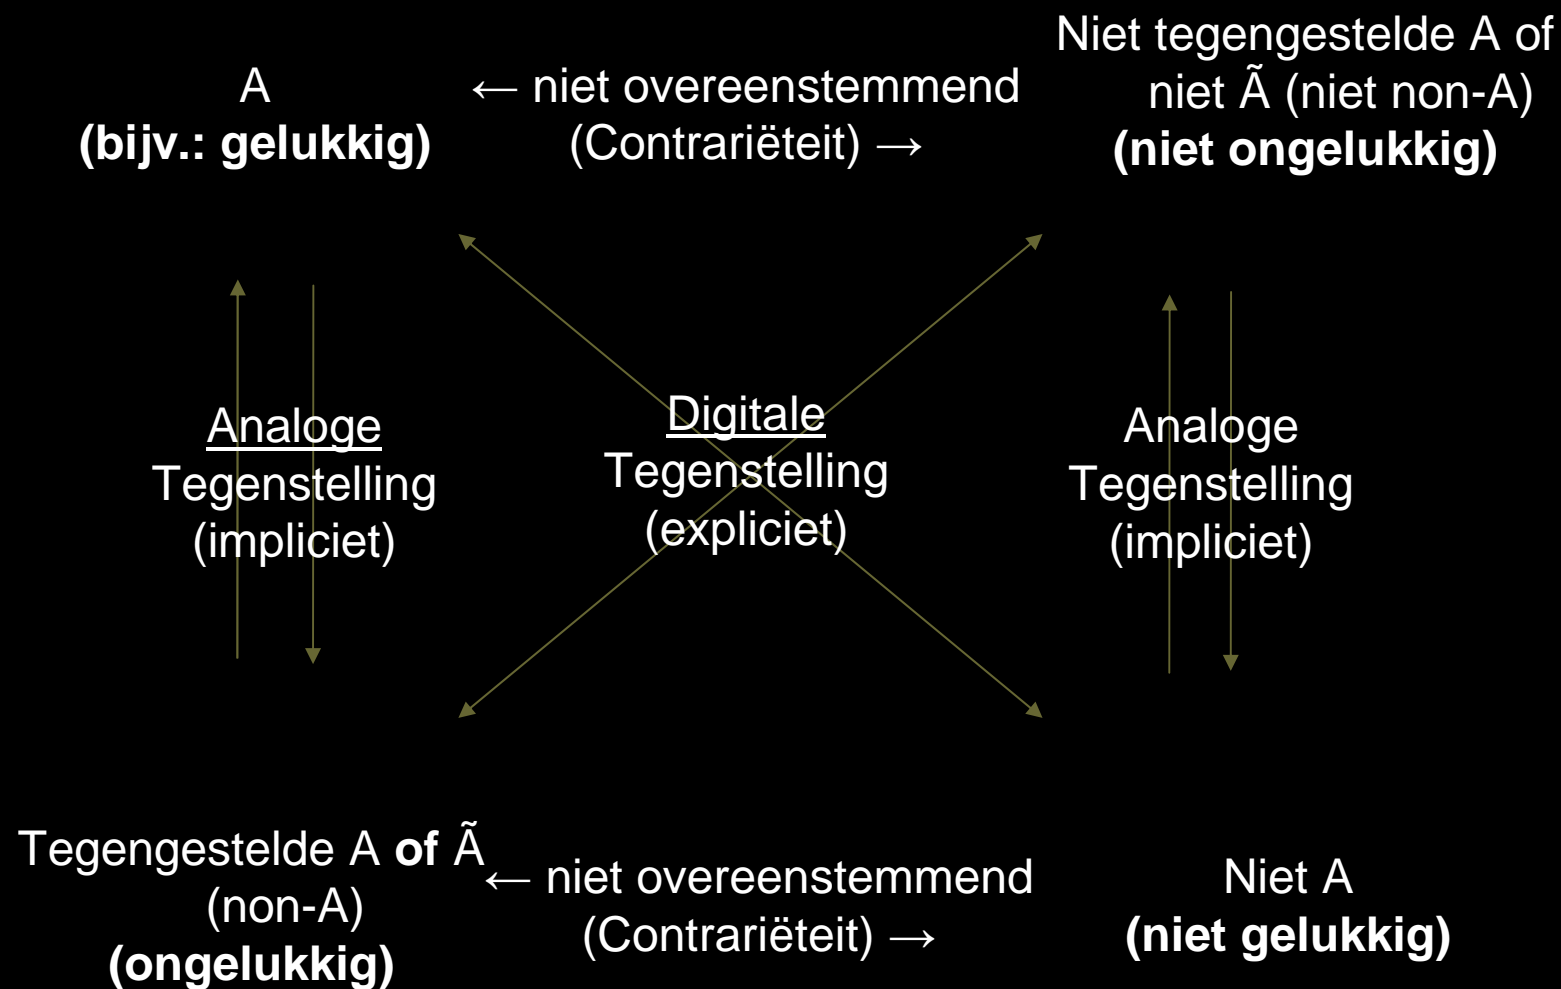 A
(bijv.: gelukkig)
← niet overeenstemmend
(Contrariëteit) →
Niet tegengestelde A of
niet Ã (niet non-A)
(niet ongelukkig)
Analoge
Tegenstelling
(impliciet)
Digitale
Tegenstelling
(expliciet)
Analoge
Tegenstelling
(impliciet)
Tegengestelde A of Ã
(non-A)
(ongelukkig)
← niet overeenstemmend
(Contrariëteit) →
Niet A
(niet gelukkig)